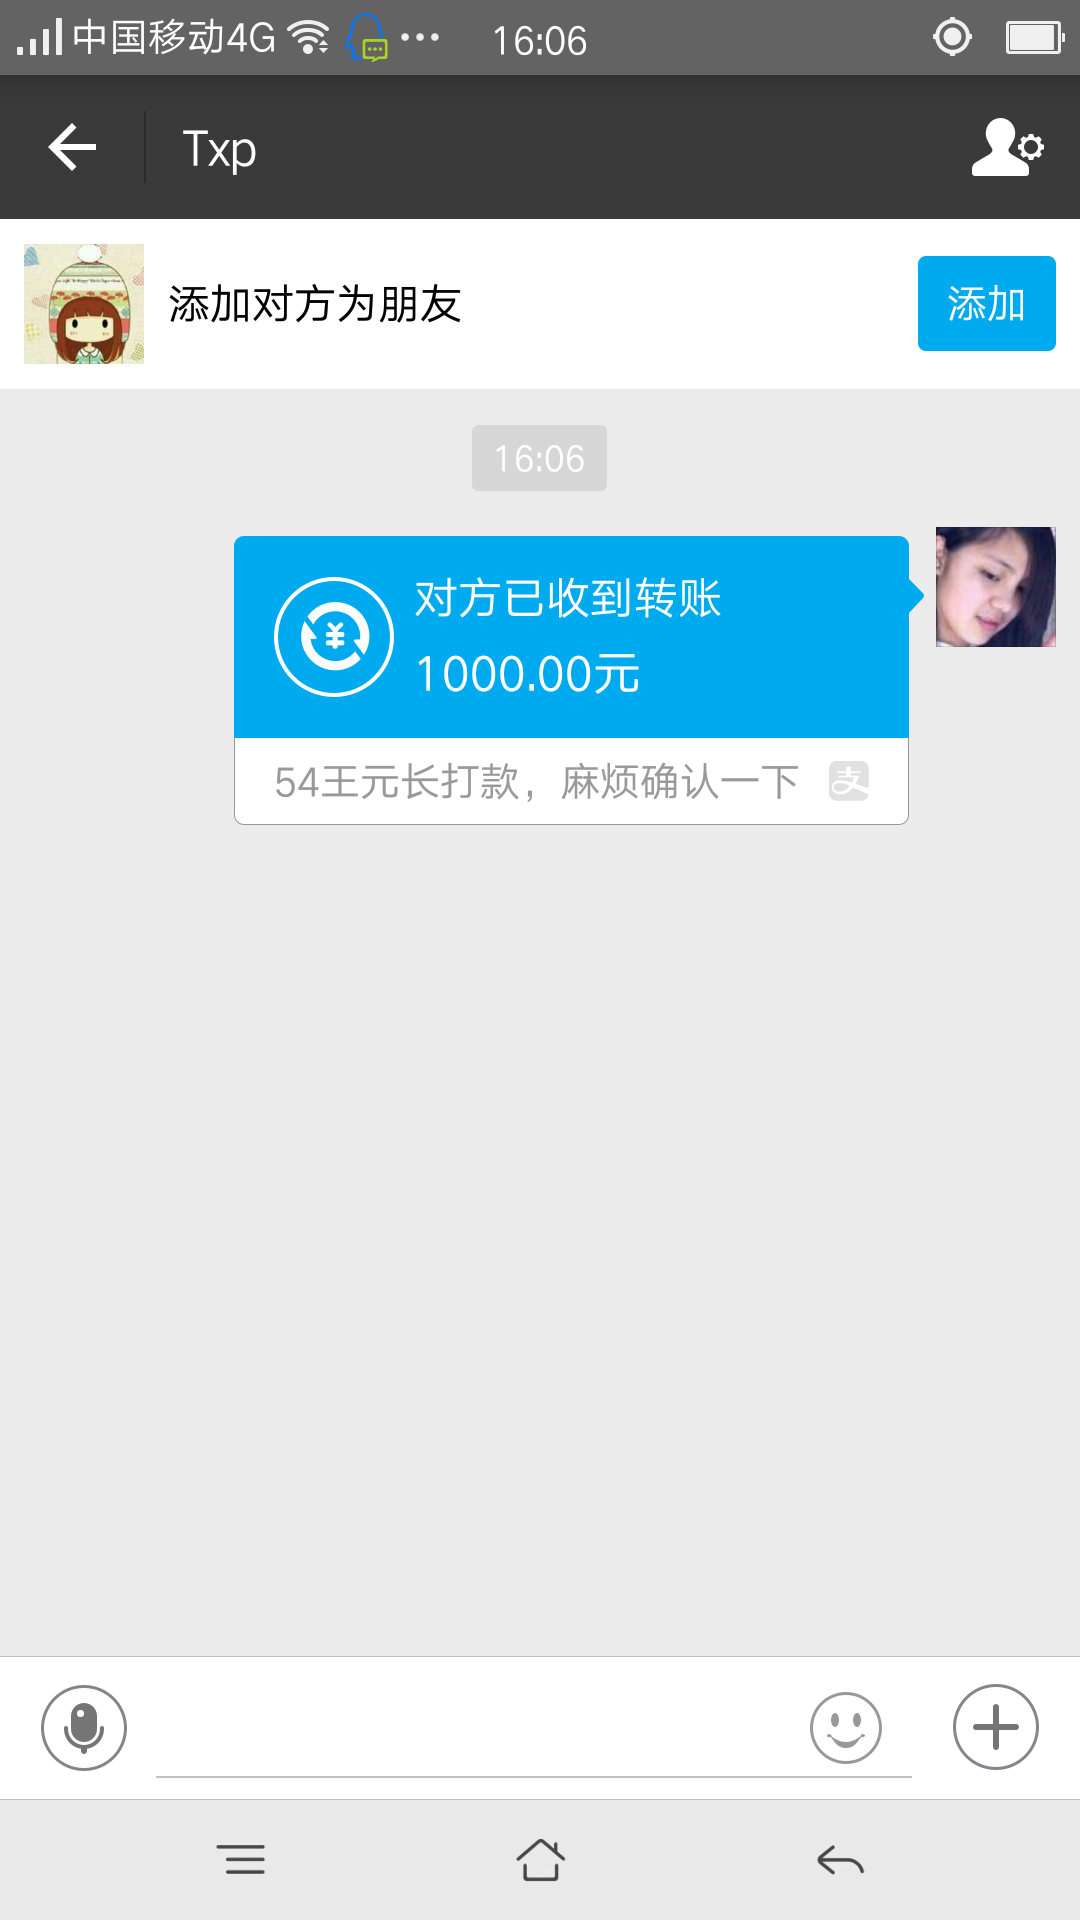 中国移动4G 16:06
Txp
添加对方为朋友 添加
16:06
对方已收到转账
¥
1000.00元
54王元长打款，麻烦确认一下 支